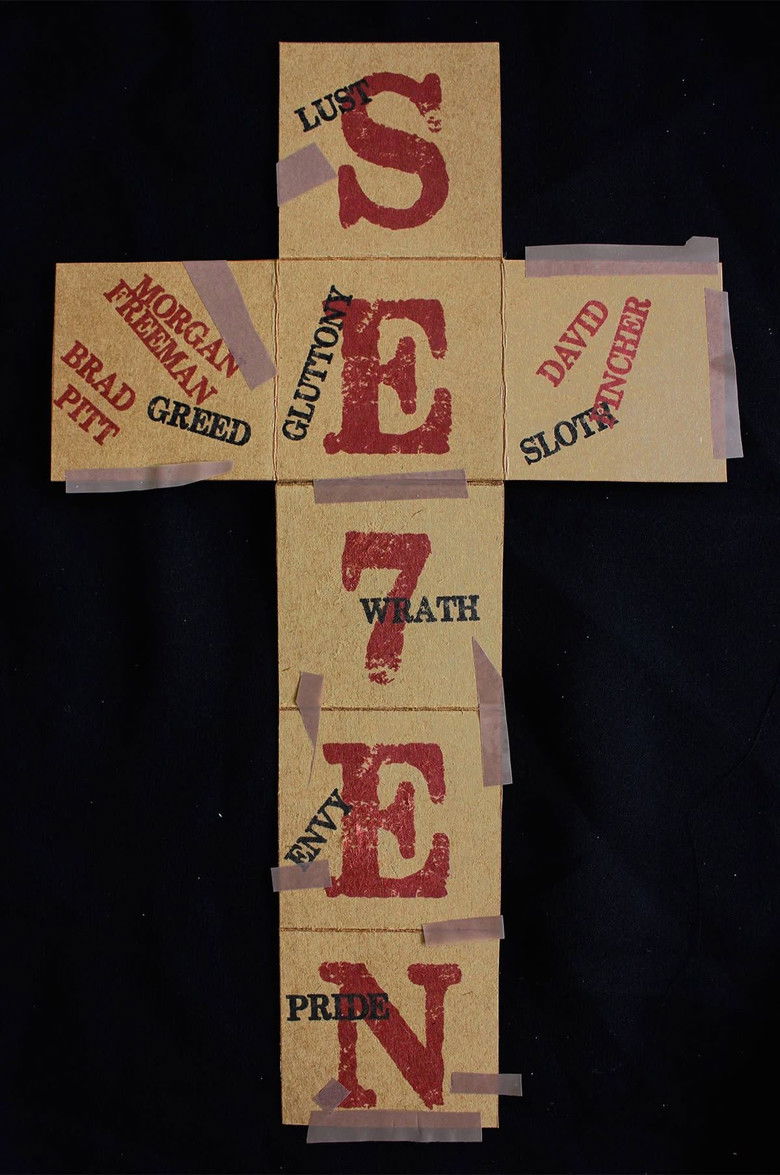 LUST
S
MORGAN
FREEMAN
BRAD
PITT
GREED
GLUTTONY
E
DAVID
FINCHER
SLOTH
7
WRATH
E
ENVY
N
PRIDE